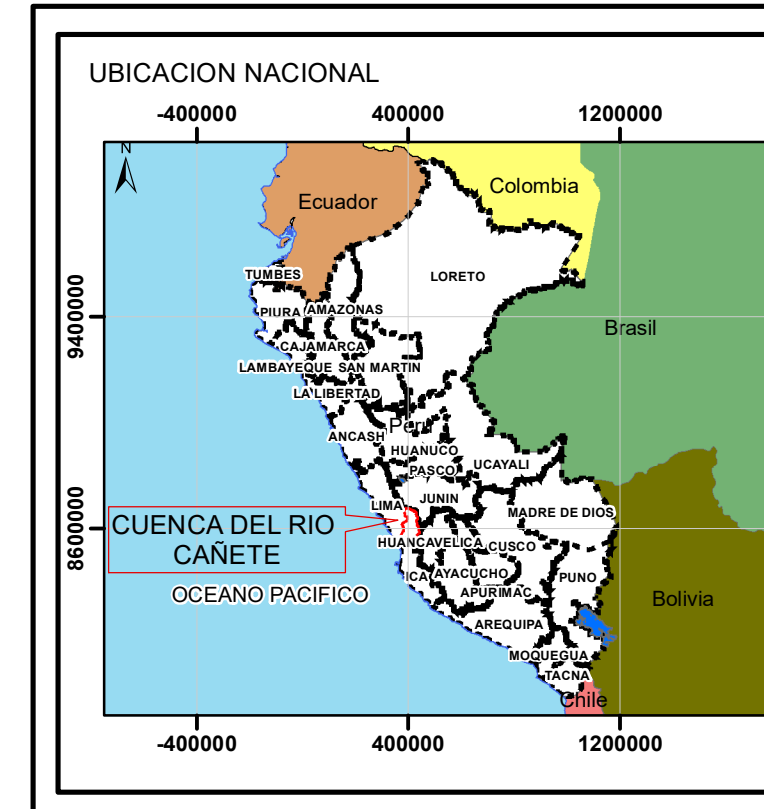 UBICACION NACIONAL
-400000 4000000 1200000
N
Ecuador
Colombia
TUMBES
LORETO
9400000
PIURA AMAZONAS
Brasil
CAJAMARCA
LAMBAYEQUE SAN MARTIN
LA LIBERTAD
Peru
ANCASH
HUANUCO
PASCO
UCAYALI
JUNIN
LIMA
MADRE DE DIOS
8600000
CUENCA DEL RIO
CAÑETE
HUANCAVELICA
CUSCO
ICA
AYACUCHO
PUNO
APURIMAC
OCEANO PACIFICO
Bolivia
AREQUIPA
MOQUEGUA
TACNA
Chile
-400000 400000 1200000